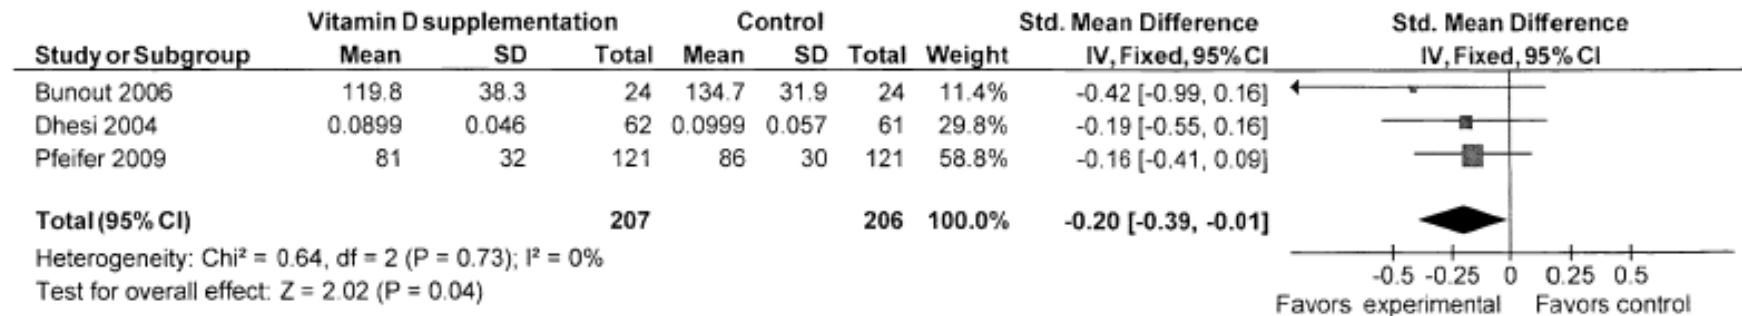 Vitamin D supplementation Control Std. Mean Difference Std. Mean Difference
Study or Subgroup Mean SD Total Mean SD Total Weight IV, Fixed, 95% CI IV, Fixed, 95% CI
Bunout 2006 119.8 38.3 24 134.7 31.9 24 11.4% -0.42 [-0.99, 0.16]
Dhesi 2004 0.0899 0.046 62 0.0999 0.057 61 29.8% -0.19 [-0.55, 0.16]
Pfeifer 2009 81 32 121 86 30 121 58.8% -0.16 [-0.41, 0.09]
Total (95% CI) 207 206 100.0% -0.20 [-0.39, -0.01]
Heterogeneity: Chi² = 0.64, df = 2 (P = 0.73); I² = 0%
Test for overall effect: Z = 2.02 (P = 0.04)
-0.5 -0.25 0 0.25 0.5
Favors experimental Favors control